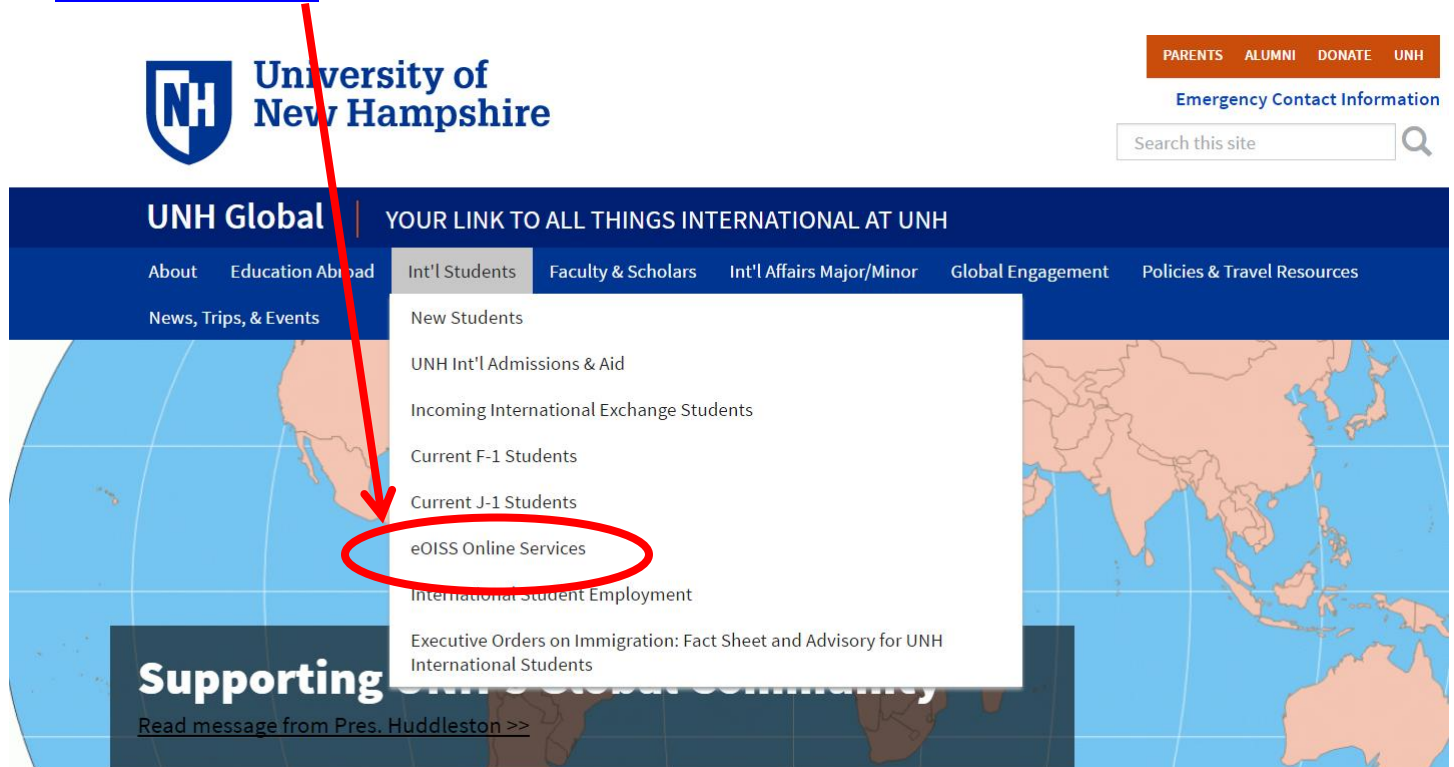 PARENTS ALUMNI DONATE UNH
NH
University of
New Hampshire
Emergency Contact Information
Search this site
UNH Global YOUR LINK TO ALL THINGS INTERNATIONAL AT UNH
About Education Abroad Int'l Students Faculty & Scholars Int'l Affairs Major/Minor Global Engagement Policies & Travel Resources
News, Trips, & Events
New Students
UNH Int'l Admissions & Aid
Incoming International Exchange Students
Current F-1 Students
Current J-1 Students
eOISS Online Services
International Student Employment
Executive Orders on Immigration: Fact Sheet and Advisory for UNH
International Students
Supporting UNH's Global Community
Read message from Pres. Huddleston >>